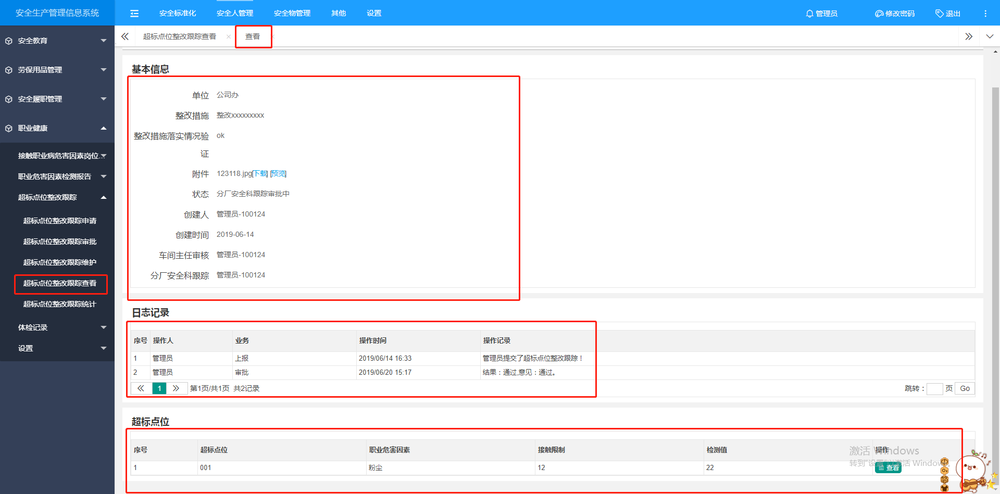 安全生产管理信息系统
安全标准化 安全人管理 安全物管理 其他 设置
管理员 修改密码 退出
超标点位整改跟踪查看 × 查看
安全教育
劳保用品管理
安全履职管理
职业健康
接触职业病危害因素岗位...
职业危害因素检测报告
超标点位整改跟踪
超标点位整改跟踪申请
超标点位整改跟踪审批
超标点位整改跟踪维护
超标点位整改跟踪查看
超标点位整改跟踪统计
体检记录
设置
基本信息
单位 公司办
整改措施 整改xxxxxxxxx
整改措施落实情况验证 ok
附件 123118.jpg[下载] [预览]
状态 分厂安全科跟踪审批中
创建人 管理员-100124
创建时间 2019-06-14
车间主任审核 管理员-100124
分厂安全科跟踪 管理员-100124
日志记录
序号 操作人 业务 操作时间 操作记录
1 管理员 上报 2019/06/14 16:33 管理员提交了超标点位整改跟踪！
2 管理员 审批 2019/06/20 15:17 结果：通过,意见：通过。
1 第1页/共1页 共2记录 跳转： 页 Go
超标点位
序号 超标点位 职业危害因素 接触限制 检测值 操作
1 001 粉尘 12 22 查看
激活 Windows
转到"设置"以激活 Windows。
中
简